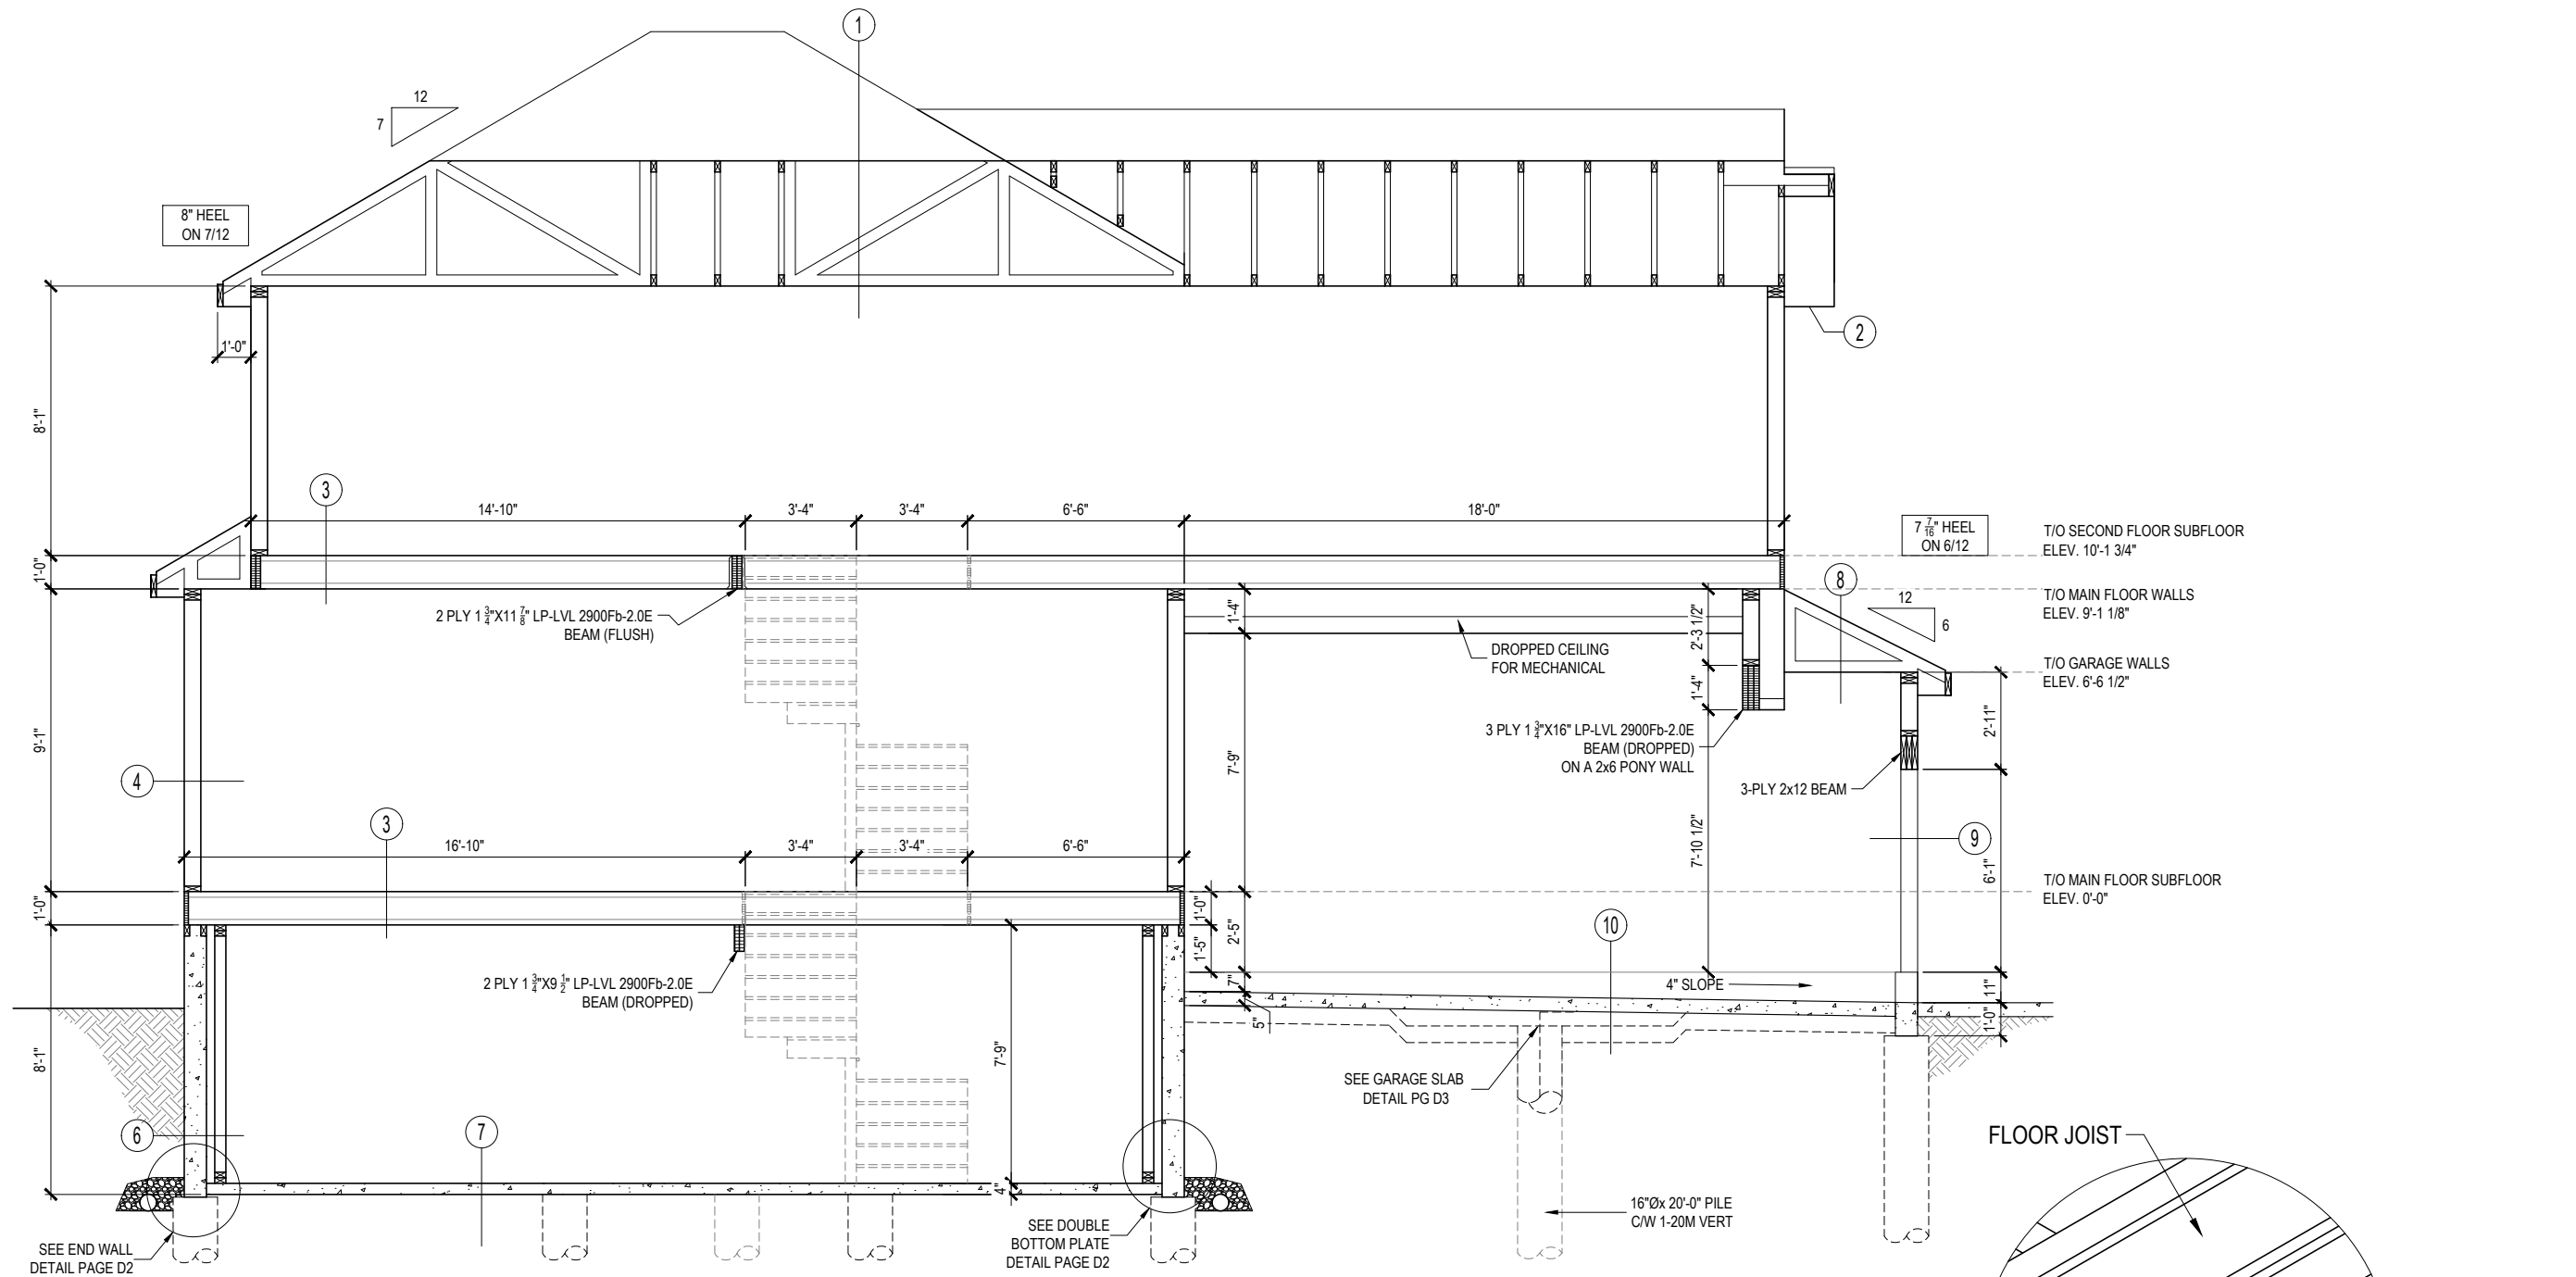 1
12
7
8" HEEL
ON 7/12
2
1'-0"
8'-1"
3
14'-10"
3'-4"
3'-4"
6'-6"
18'-0"
7 7/16" HEEL
ON 6/12
T/O SECOND FLOOR SUBFLOOR
ELEV. 10'-1 3/4"
1'-0"
8
T/O MAIN FLOOR WALLS
ELEV. 9'-1 1/8"
12
6
2 PLY 1 3/4"X11 7/8" LP-LVL 2900Fb-2.0E
BEAM (FLUSH)
1'-4"
2'-3 1/2"
DROPPED CEILING
FOR MECHANICAL
T/O GARAGE WALLS
ELEV. 6'-6 1/2"
1'-4"
3 PLY 1 3/4"X16" LP-LVL 2900Fb-2.0E
BEAM (DROPPED)
ON A 2x6 PONY WALL
2'-11"
9'-1"
7'-9"
4
3-PLY 2x12 BEAM
3
9
16'-10"
3'-4"
3'-4"
6'-6"
7'-10 1/2"
6'-1"
T/O MAIN FLOOR SUBFLOOR
ELEV. 0'-0"
1'-0"
1'-0"
2'-5"
1'-5"
10
2 PLY 1 3/4"X9 1/2" LP-LVL 2900Fb-2.0E
BEAM (DROPPED)
7"
4" SLOPE
11"
5"
1'-0"
8'-1"
7'-9"
SEE GARAGE SLAB
DETAIL PG D3
6
7
FLOOR JOIST
4"
16"Øx 20'-0" PILE
C/W 1-20M VERT
SEE END WALL
DETAIL PAGE D2
SEE DOUBLE
BOTTOM PLATE
DETAIL PAGE D2